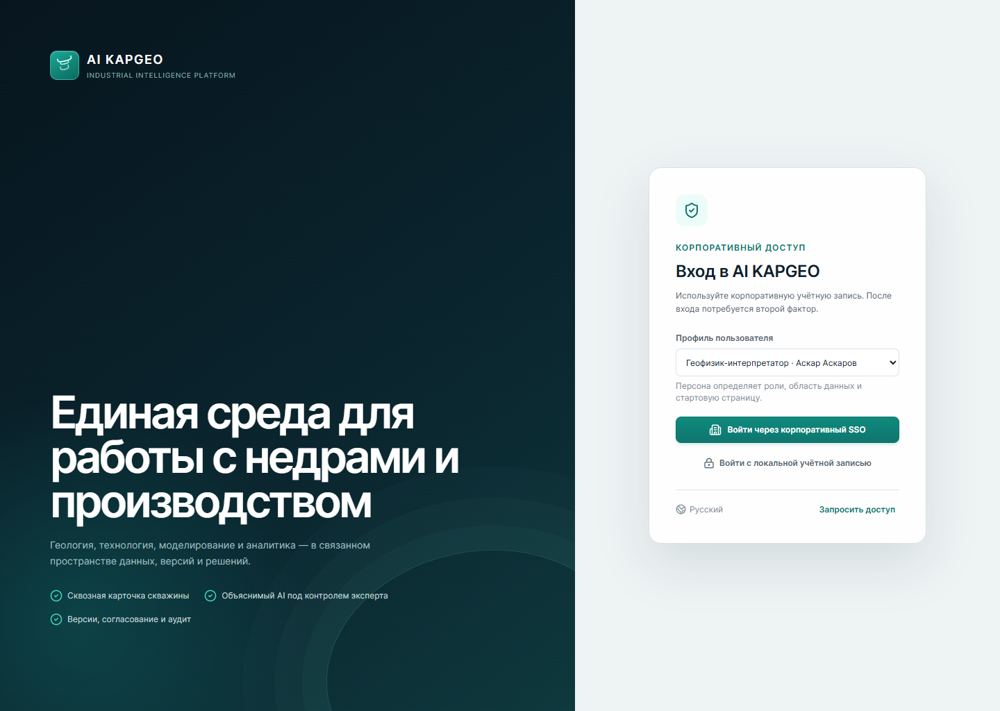 AI KAPGEO
INDUSTRIAL INTELLIGENCE PLATFORM
Единая среда для
работы с недрами и
производством
Геология, технология, моделирование и аналитика — в связанном
пространстве данных, версий и решений.
Сквозная карточка скважины
Объяснимый AI под контролем эксперта
Версии, согласование и аудит
КОРПОРАТИВНЫЙ ДОСТУП
Вход в AI KAPGEO
Используйте корпоративную учётную запись. После
входа потребуется второй фактор.
Профиль пользователя
Геофизик-интерпретатор · Аскар Аскаров
Персона определяет роли, область данных и
стартовую страницу.
Войти через корпоративный SSO
Войти с локальной учётной записью
Русский
Запросить доступ